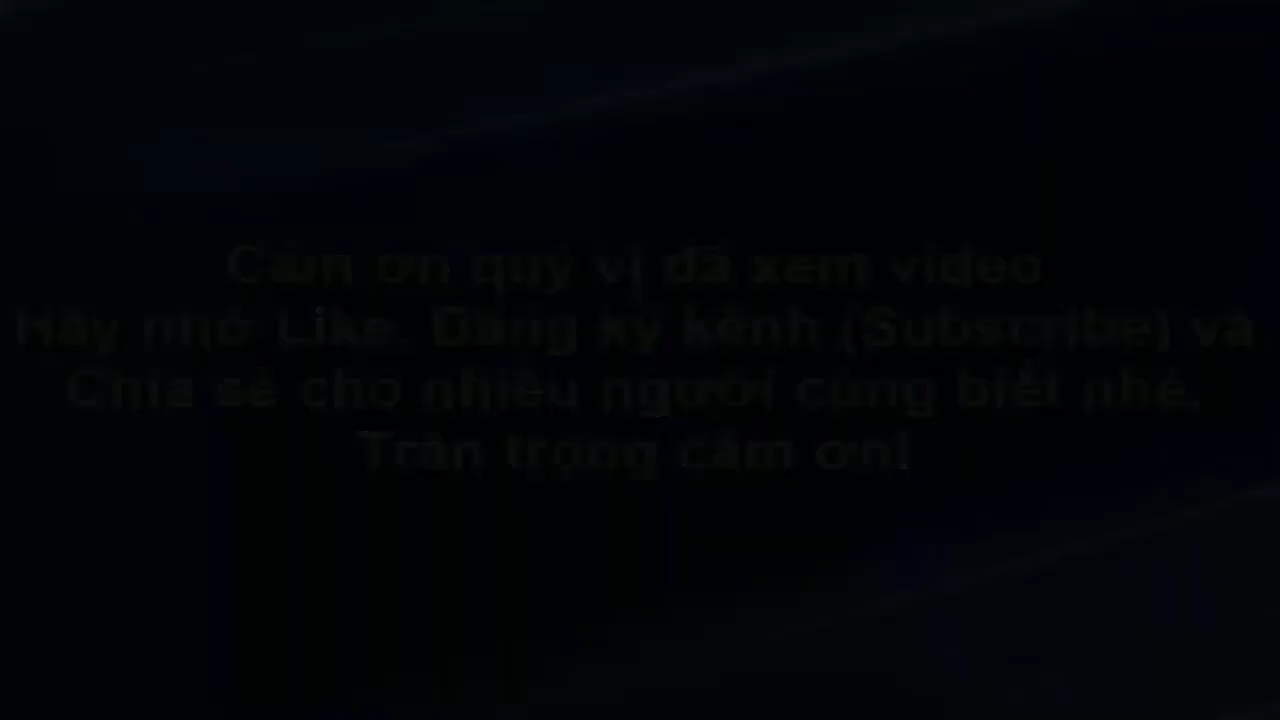 Cảm ơn quý vị đã xem video
Hãy nhớ Like, Đăng ký kênh (Subscribe) và
Chia sẻ cho nhiều người cùng biết nhé.
Trân trọng cảm ơn!